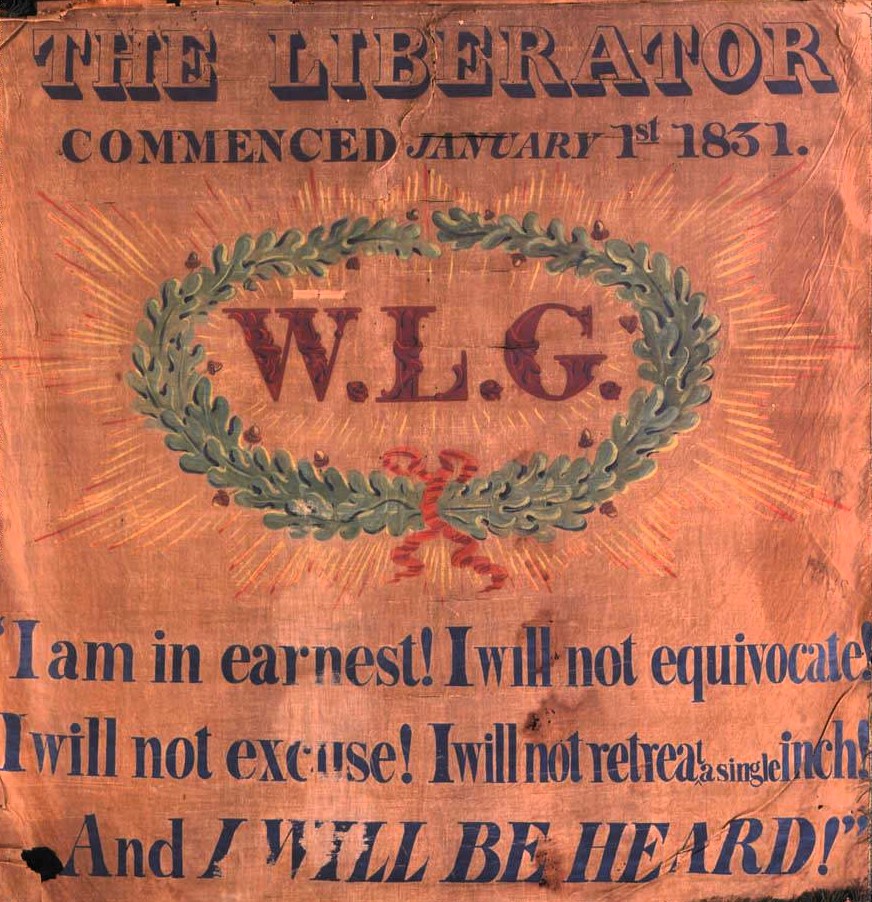 THE LIBERATOR
COMMENCED JANUARY 1st 1831.
W.L.G.
“I am in earnest! I will not equivocate!
I will not excuse! I will not retreat a single inch!
And I WILL BE HEARD!”